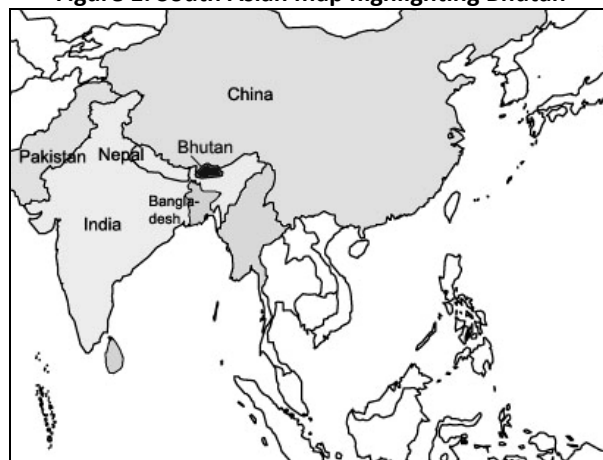 Figure 1. South Asian map highlighting Bhutan
China
Bhutan
Pakistan
Nepal
Bangla-
desh
India